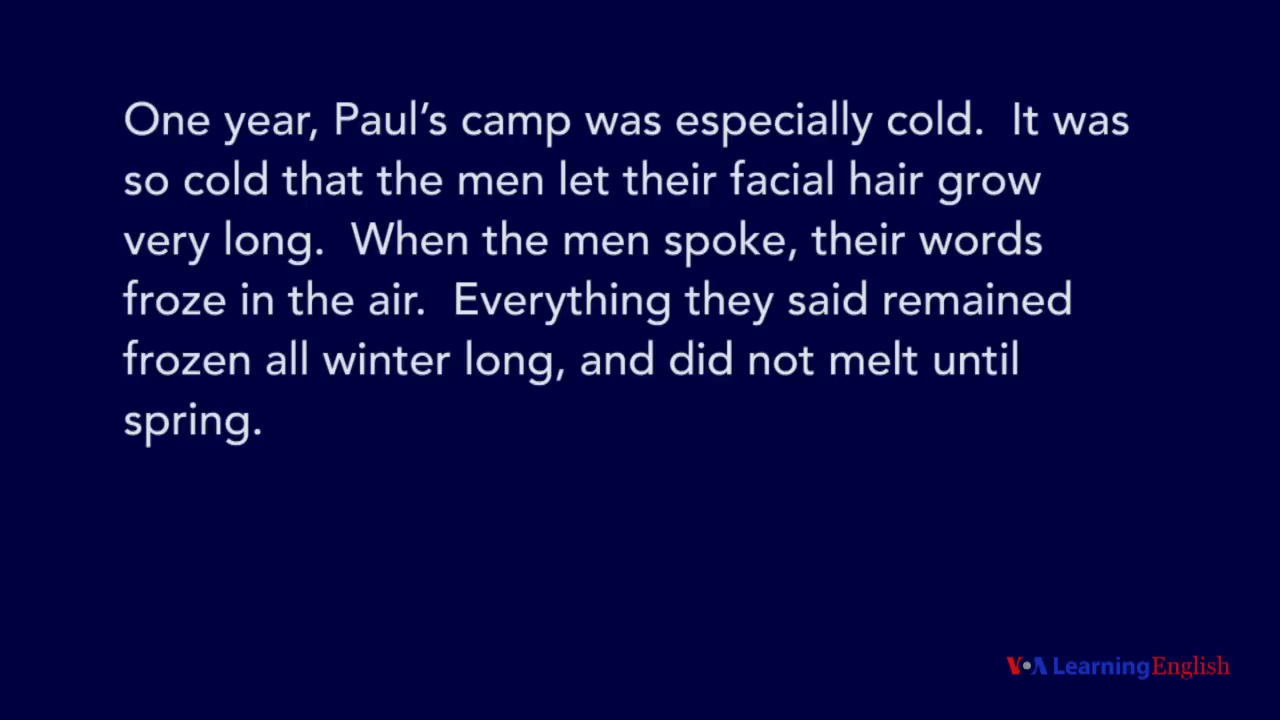 One year, Paul's camp was especially cold.  It was
so cold that the men let their facial hair grow
very long.  When the men spoke, their words
froze in the air.  Everything they said remained
frozen all winter long, and did not melt until
spring.
VOA Learning English